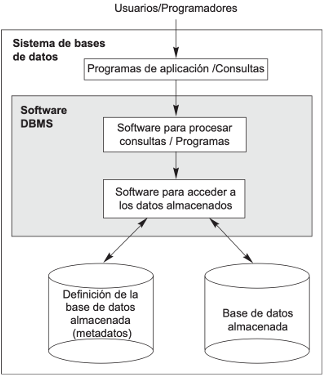 Usuarios/Programadores
Sistema de bases
de datos
Programas de aplicación /Consultas
Software
DBMS
Software para procesar
consultas / Programas
Software para acceder a
los datos almacenados
Definición de la
base de datos
almacenada
(metadatos)
Base de datos
almacenada